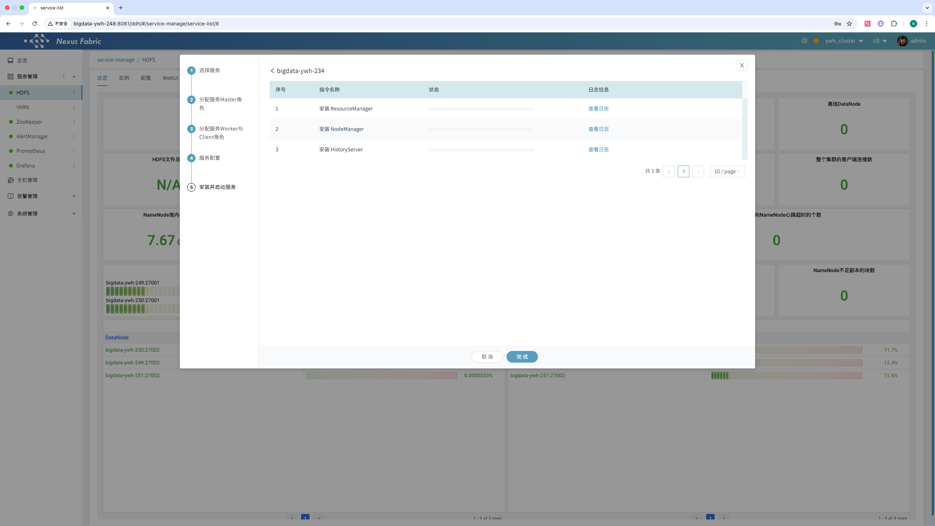 service-list
不安全
bigdata-ywh-248:8081/ddh/#/service-manage/service-list/8
Nexus Fabric
ywh_cluster
US
admin
总览
服务管理
HDFS
YARN
ZooKeeper
AlertManager
Prometheus
Grafana
主机管理
告警管理
系统管理
service-manage / HDFS
总览
实例
配置
WebUI
HDFS文件总
N/A
NameNode堆内
7.67
bigdata-ywh-249:27001
bigdata-ywh-250:27001
DataNode
bigdata-ywh-250:27002
bigdata-ywh-249:27002
bigdata-ywh-251:27002
0.0000233%
bigdata-ywh-251:27002
11.7%
13.4%
11.6%
离线DataNode
0
整个集群的客户端连接数
0
NameNode心跳超时的个数
0
NameNode不足副本的块数
0
1
选择服务
2
分配服务Master角色
3
分配服务Worker与Client角色
4
服务配置
5
安装并启动服务
bigdata-ywh-234
序号
指令名称
状态
日志信息
1
安装 ResourceManager
查看日志
2
安装 NodeManager
查看日志
3
安装 HistoryServer
查看日志
共 3 条
1
10 / page
取 消
完 成
1 - 3 of 3 rows
1 - 3 of 3 rows